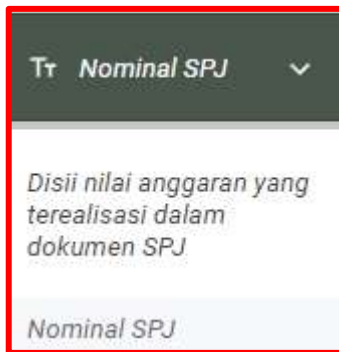 Tт Nominal SPJ
Disii nilai anggaran yang
terealisasi dalam
dokumen SPJ
Nominal SPJ